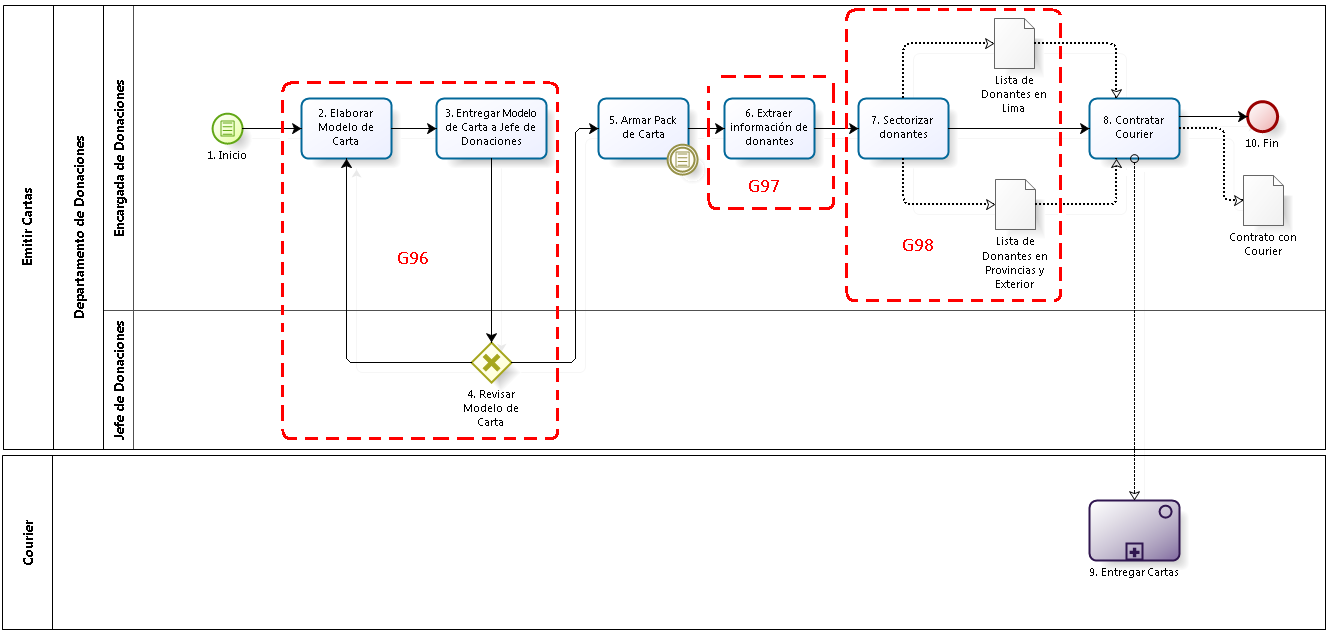 Emitir Cartas
Departamento de Donaciones
Encargada de Donaciones
1. Inicio
2. Elaborar
Modelo de
Carta
3. Entregar Modelo
de Carta a Jefe de
Donaciones
G96
5. Armar Pack
de Carta
6. Extraer
información de
donantes
G97
7. Sectorizar
donantes
Lista de
Donantes en
Lima
G98
Lista de
Donantes en
Provincias y
Exterior
8. Contratar
Courier
10. Fin
Contrato con
Courier
Jefe de Donaciones
4. Revisar
Modelo de
Carta
Courier
9. Entregar Cartas